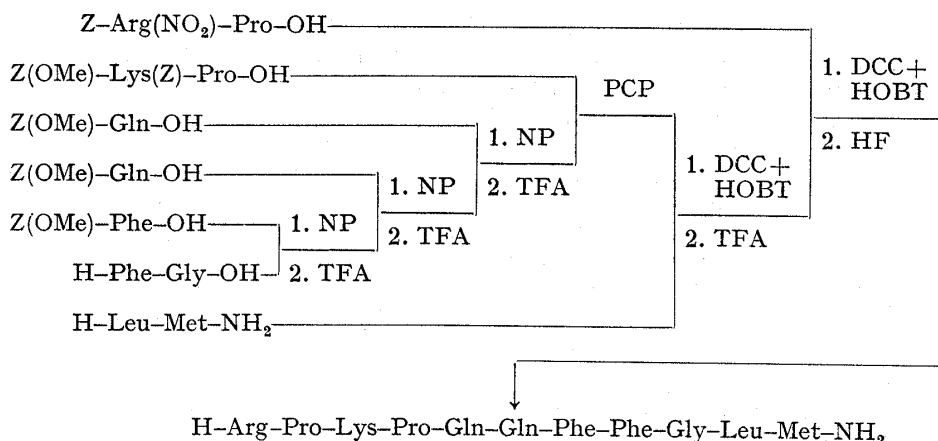 Z–Arg(NO₂)–Pro–OH
Z(OMe)–Lys(Z)–Pro–OH
Z(OMe)–Gln–OH
Z(OMe)–Gln–OH
Z(OMe)–Phe–OH
H–Phe–Gly–OH
H–Leu–Met–NH₂
1. NP
2. TFA
1. NP
2. TFA
1. NP
2. TFA
PCP
1. DCC+
HOBT
2. TFA
1. DCC+
HOBT
2. HF
H–Arg–Pro–Lys–Pro–Gln–Gln–Phe–Phe–Gly–Leu–Met–NH₂